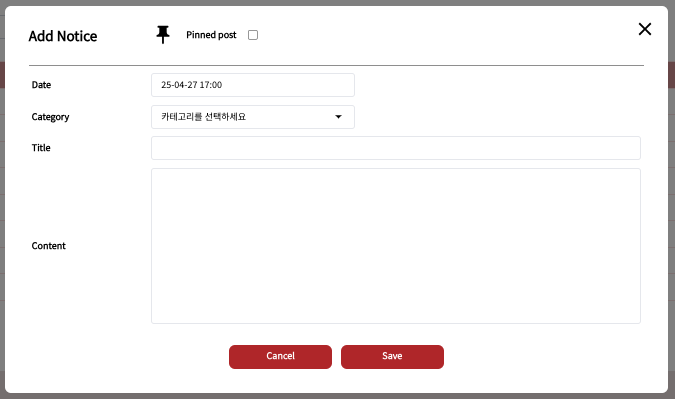 Add Notice
Pinned post
Date
25-04-27 17:00
Category
카테고리를 선택하세요
Title
Content
Cancel
Save